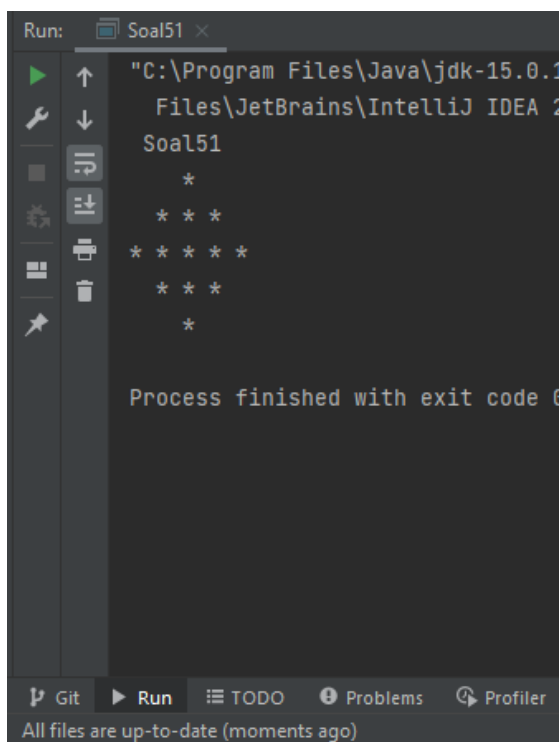 Run: Soal51
"C:\Program Files\Java\jdk-15.0.1
Files\JetBrains\IntelliJ IDEA 2
Soal51
    *
  * * *
* * * * *
  * * *
    *
Process finished with exit code 0
Git Run TODO Problems Profiler
All files are up-to-date (moments ago)